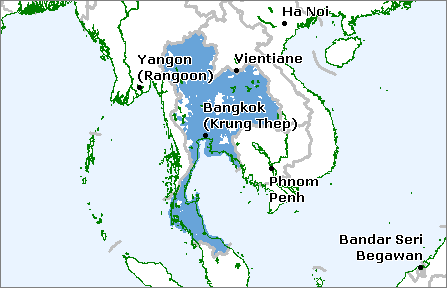 Ha Noi
Yangon
(Rangoon)
Vientiane
Bangkok
(Krung Thep)
Phnom
Penh
Bandar Seri
Begawan